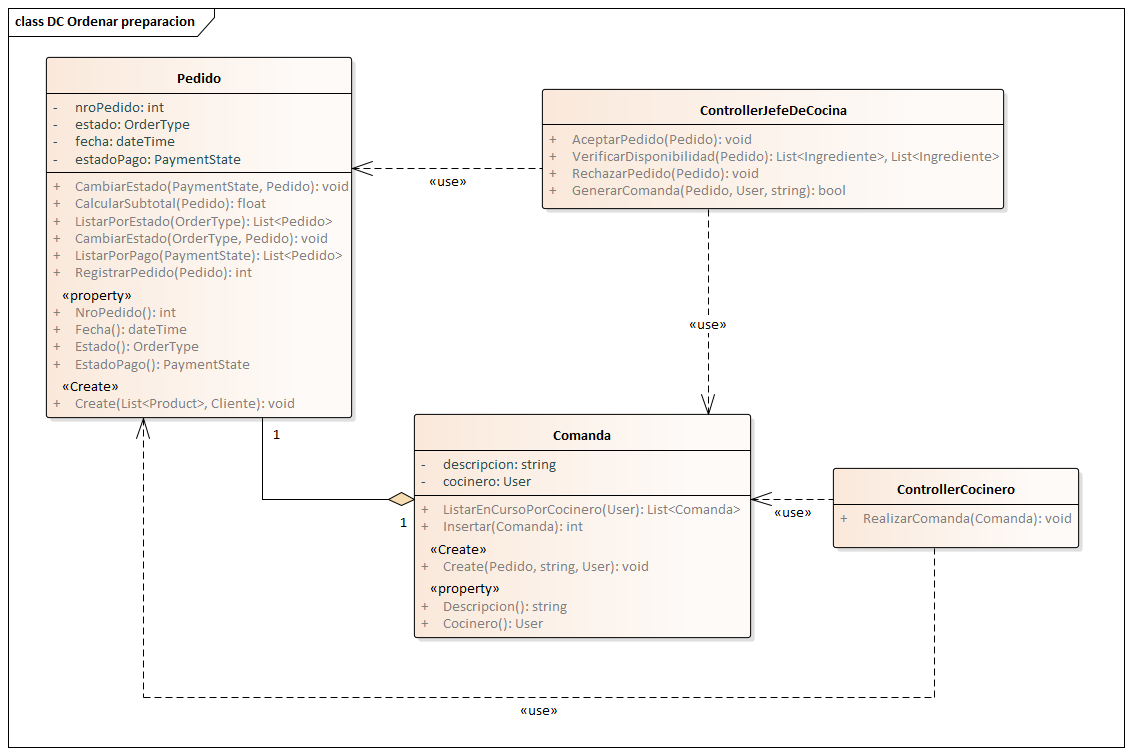 class DC Ordenar preparacion
Pedido
- nroPedido: int
- estado: OrderType
- fecha: dateTime
- estadoPago: PaymentState
+ CambiarEstado(PaymentState, Pedido): void
+ CalcularSubtotal(Pedido): float
+ ListarPorEstado(OrderType): List<Pedido>
+ CambiarEstado(OrderType, Pedido): void
+ ListarPorPago(PaymentState): List<Pedido>
+ RegistrarPedido(Pedido): int
«property»
+ NroPedido(): int
+ Fecha(): dateTime
+ Estado(): OrderType
+ EstadoPago(): PaymentState
«Create»
+ Create(List<Product>, Cliente): void
ControllerJefeDeCocina
+ AceptarPedido(Pedido): void
+ VerificarDisponibilidad(Pedido): List<Ingrediente>, List<Ingrediente>
+ RechazarPedido(Pedido): void
+ GenerarComanda(Pedido, User, string): bool
«use»
«use»
1
1
Comanda
- descripcion: string
- cocinero: User
+ ListarEnCursoPorCocinero(User): List<Comanda>
+ Insertar(Comanda): int
«Create»
+ Create(Pedido, string, User): void
«property»
+ Descripcion(): string
+ Cocinero(): User
«use»
ControllerCocinero
+ RealizarComanda(Comanda): void
«use»